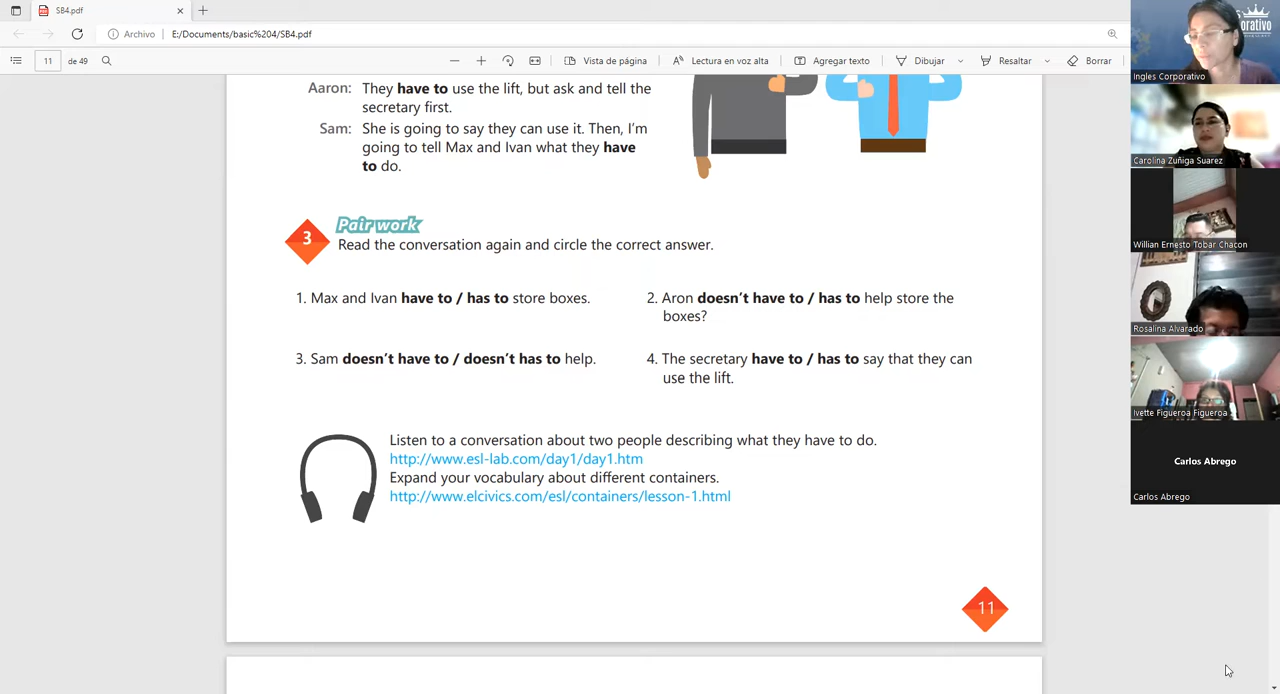 SB4.pdf
Archivo
E:/Documents/basic%204/SB4.pdf
11 de 49
Vista de página
Lectura en voz alta
Agregar texto
Dibujar
Resaltar
Borrar
Aaron: They have to use the lift, but ask and tell the
secretary first.
Sam: She is going to say they can use it. Then, I'm
going to tell Max and Ivan what they have
to do.
3
Pair work
Read the conversation again and circle the correct answer.
1. Max and Ivan have to / has to store boxes.
2. Aron doesn't have to / has to help store the
boxes?
3. Sam doesn't have to / doesn't has to help.
4. The secretary have to / has to say that they can
use the lift.
Listen to a conversation about two people describing what they have to do.
http://www.esl-lab.com/day1/day1.htm
Expand your vocabulary about different containers.
http://www.elcivics.com/esl/containers/lesson-1.html
11
Ingles Corporativo
Carolina Zuñiga Suarez
Willian Ernesto Tobar Chacon
Rosalina Alvarado
Ivette Figueroa Figueroa
Carlos Abrego
Carlos Abrego